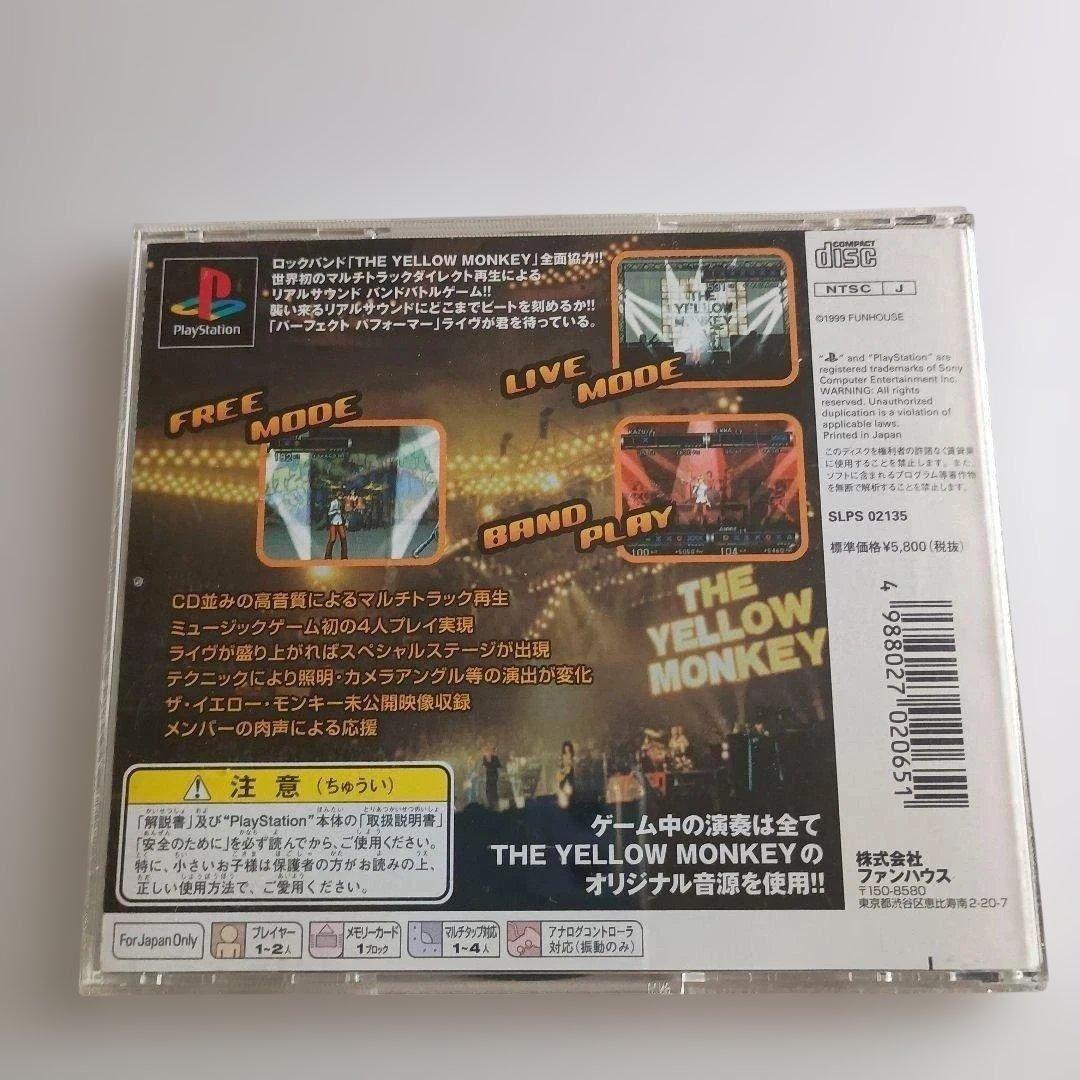 PlayStation
ロックバンド「THE YELLOW MONKEY」全面協力!!
世界初のマルチトラックダイレクト再生による
リアルサウンド バンドバトルゲーム!!
襲い来るリアルサウンドにどこまでビートを刻めるか!!
「パーフェクト パフォーマー」ライヴが君を待っている。
THE
YELLOW
MONKEY
LIVE
MODE
FREE
MODE
BAND
PLAY
100
104
CD並みの高音質によるマルチトラック再生
ミュージックゲーム初の4人プレイ実現
ライヴが盛り上がればスペシャルステージが出現
テクニックにより照明・カメラアングル等の演出が変化
ザ・イエロー・モンキー未公開映像収録
メンバーの肉声による応援
THE
YELLOW
MONKEY
ゲーム中の演奏は全て
THE YELLOW MONKEYの
オリジナル音源を使用!!
注意(ちゅうい)
「解説書」及び"PlayStation"本体の「取扱説明書」
「安全のために」を必ず読んでから、ご使用ください。
特に、小さいお子様は保護者の方がお読みの上、
正しい使用方法で、ご愛用ください。
For Japan Only
プレイヤー
1~2人
メモリーカード
1ブロック
マルチタップ対応
1~4人
アナログコントローラ
対応(振動のみ)
COMPACT
disc
NTSC J
©1999 FUNHOUSE
" " and "PlayStation" are
registered trademarks of Sony
Computer Entertainment Inc.
WARNING: All rights
reserved. Unauthorized
duplication is a violation of
applicable laws.
Printed in Japan
このディスクを権利者の許諾なく賃貸業
に使用することを禁止します。また、
ソフトに含まれるプログラム等著作物
を無断で解析することを禁止します。
SLPS 02135
標準価格¥5,800(税抜)
4 988027 020651
株式会社
ファンハウス
〒150-8580
東京都渋谷区恵比寿南2-20-7